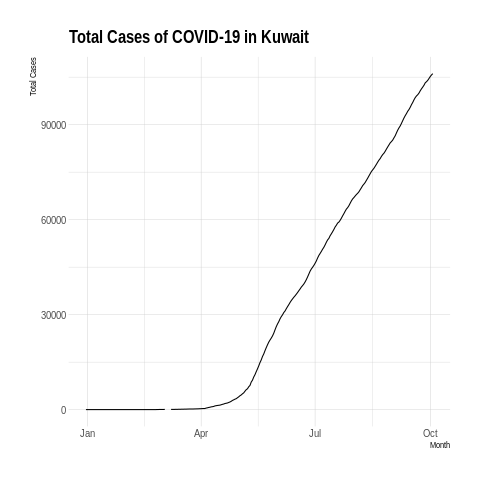 Total Cases of COVID-19 in Kuwait
Total Cases
90000
60000
30000
0
Jan
Apr
Jul
Oct
Month